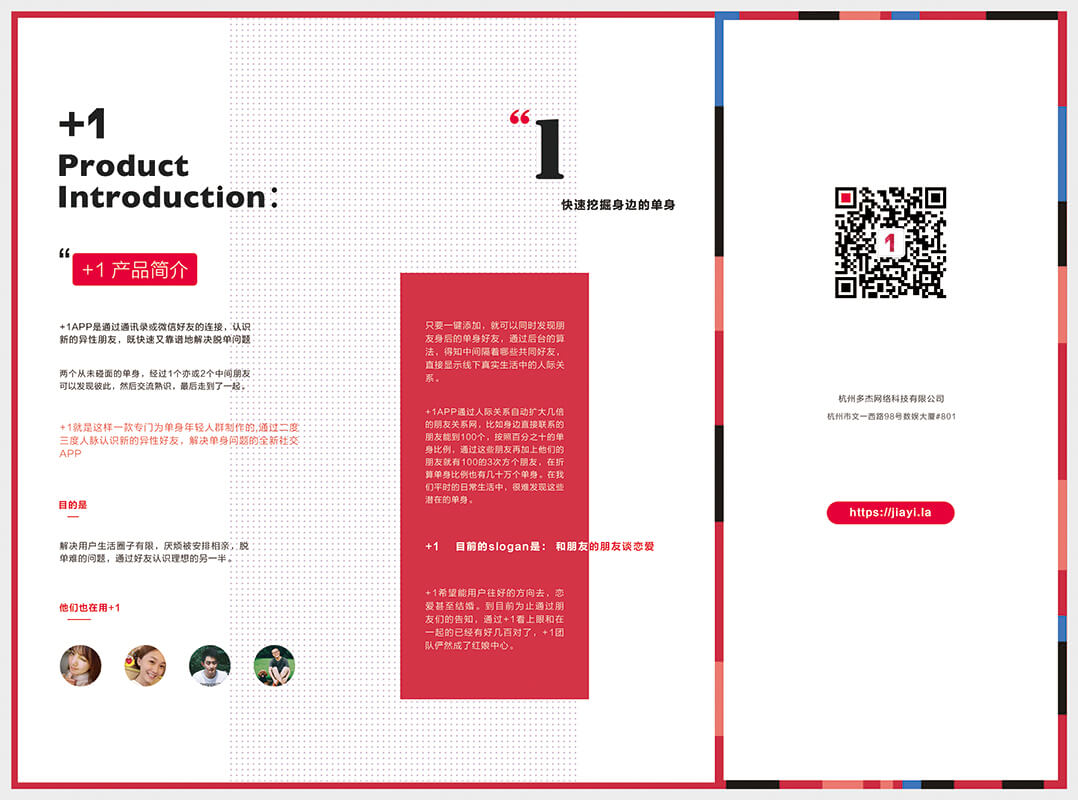 +1
Product
Introduction：
“
+1 产品简介
+1APP是通过通讯录或微信好友的连接，认识
新的异性朋友，既快速又靠谱地解决脱单问题
两个从未碰面的单身，经过1个亦或2个中间朋友
可以发现彼此，然后交流熟识，最后走到了一起。
+1就是这样一款专门为单身年轻人群制作的,通过二度
三度人脉认识新的异性好友，解决单身问题的全新社交
APP
目的是
解决用户生活圈子有限，厌烦被安排相亲，脱
单难的问题，通过好友认识理想的另一半。
他们也在用+1
“1
快速挖掘身边的单身
只要一键添加，就可以同时发现朋
友身后的单身好友，通过后台的算
法，得知中间隔着哪些共同好友，
直接显示线下真实生活中的人际关
系。
+1APP通过人际关系自动扩大几倍
的朋友关系网，比如身边直接联系的
朋友能到100个，按照百分之十的单
身比例，通过这些朋友再加上他们的
朋友就有100的3次方个朋友，在折
算单身比例也有几十万个单身。在我
们平时的日常生活中，很难发现这些
潜在的单身。
+1 目前的slogan是： 和朋友的朋友谈恋爱
+1希望能用户往好的方向去，恋
爱甚至结婚。到目前为止通过朋
友们的告知，通过+1看上眼和在
一起的已经有好几百对了，+1团
队俨然成了红娘中心。
1
杭州多杰网络科技有限公司
杭州市文一西路98号数娱大厦#801
https://jiayi.la